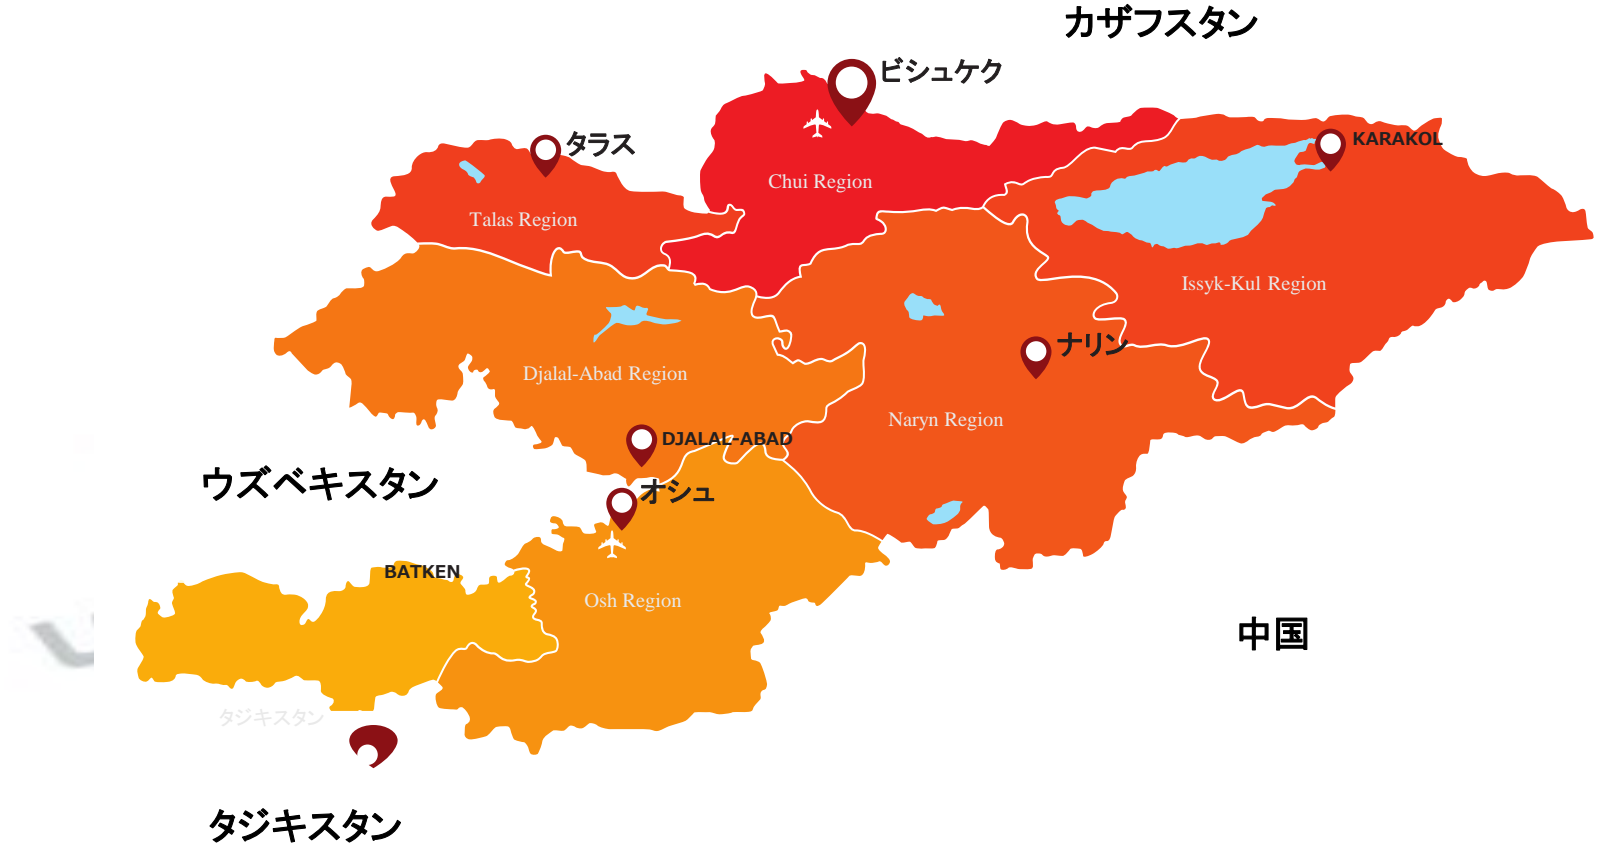 カザフスタン
ビシュケク
タラス
KARAKOL
Chui Region
Talas Region
Issyk-Kul Region
ナリン
Djalal-Abad Region
Naryn Region
DJALAL-ABAD
ウズベキスタン
オシュ
BATKEN
Osh Region
中国
タジキスタン
タジキスタン